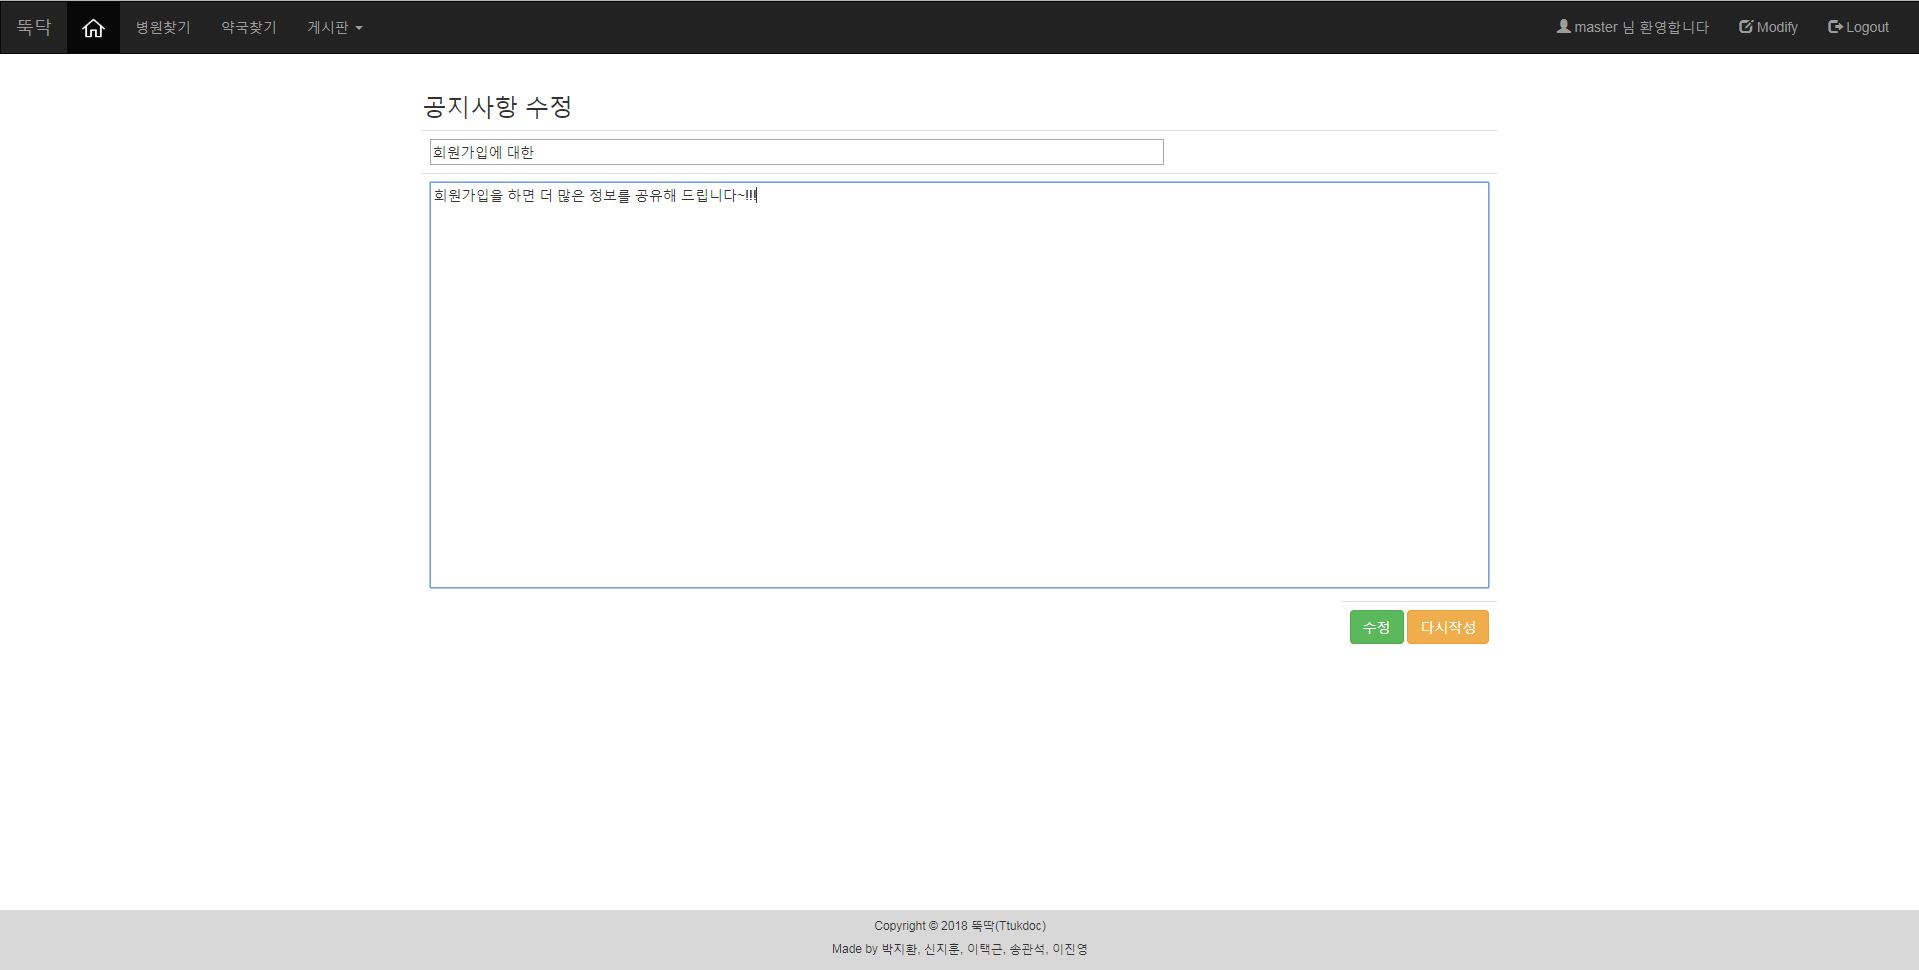 뚝닥 병원찾기 약국찾기 게시판 master 님 환영합니다 Modify Logout
공지사항 수정
회원가입에 대한
회원가입을 하면 더 많은 정보를 공유해 드립니다~!!!
수정 다시작성
Copyright © 2018 뚝딱(Ttukdoc)
Made by 박지환, 신지훈, 이택근, 송관석, 이진영